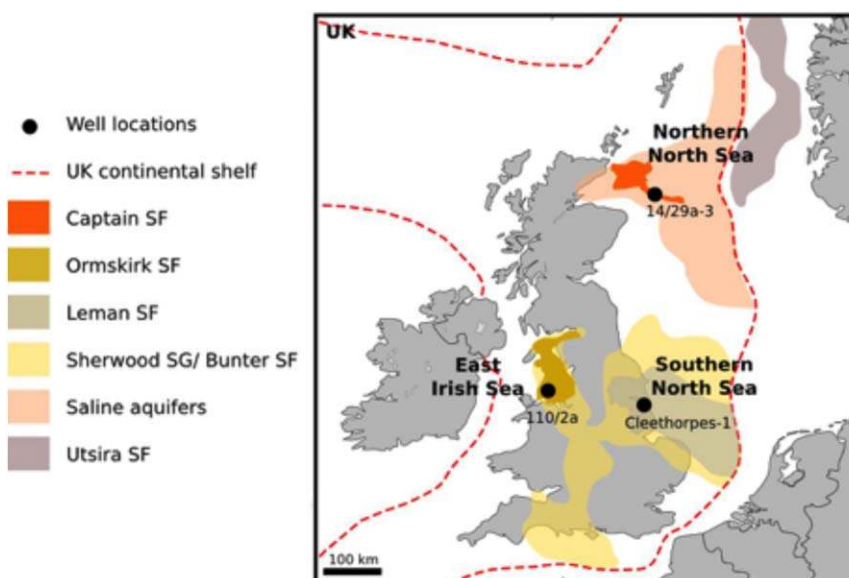 UK
Well locations
UK continental shelf
Captain SF
Ormskirk SF
Leman SF
Sherwood SG/ Bunter SF
Saline aquifers
Utsira SF
Northern
North Sea
14/29a-3
East
Irish Sea
110/2a
Southern
North Sea
Cleethorpes-1
100 km